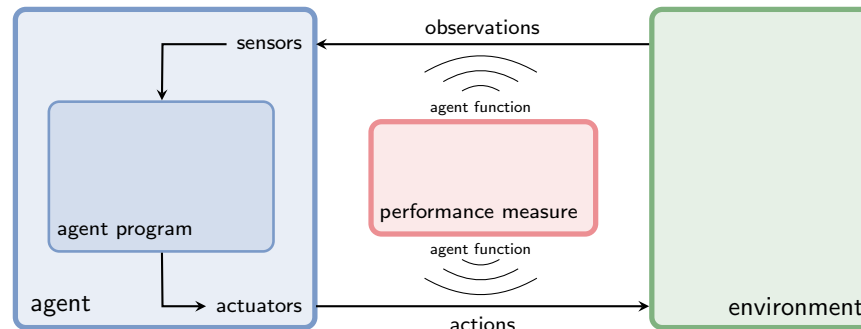 observations
sensors
agent function
agent program
performance measure
agent function
agent
actuators
environment
actions